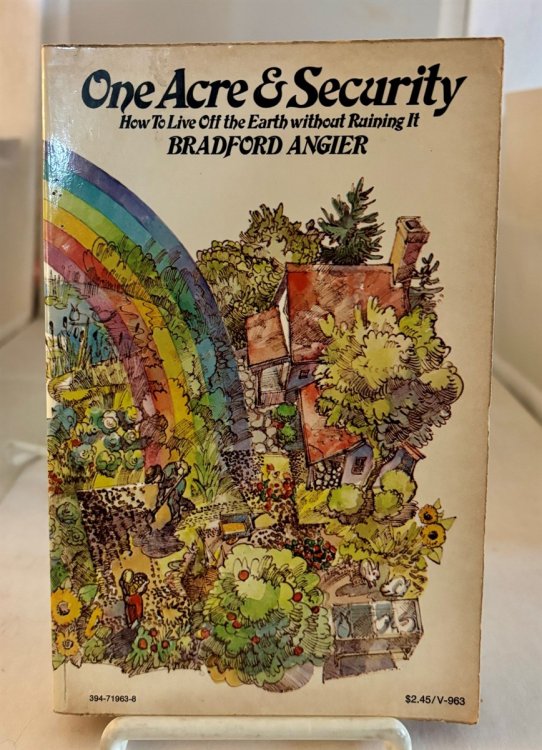 One Acre & Security
How To Live Off the Earth without Ruining It
BRADFORD ANGIER
394-71963-8
$2.45/V-963